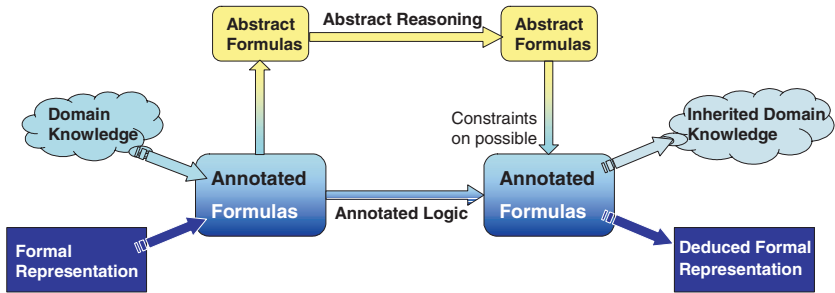 Abstract
Formulas
Abstract Reasoning
Abstract
Formulas
Domain
Knowledge
Constraints
on possible
Inherited Domain
Knowledge
Annotated
Formulas
Annotated Logic
Annotated
Formulas
Formal
Representation
Deduced Formal
Representation